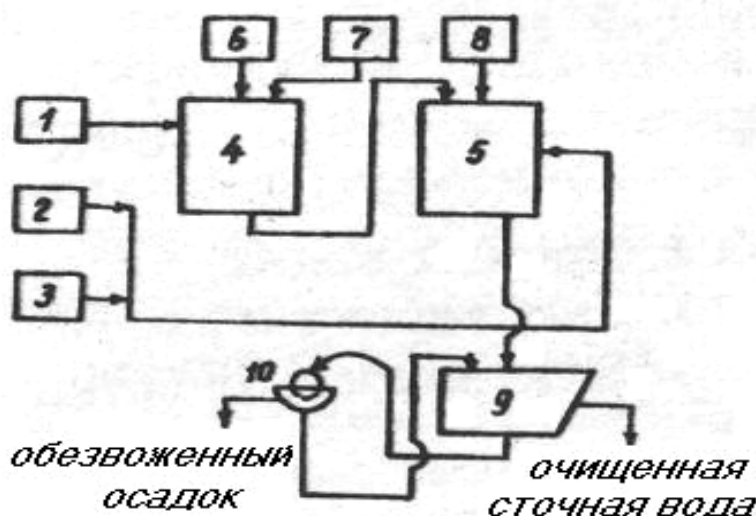 6 7 8
1 4 5
2
3
10 9
обезвоженный
осадок
очищенная
сточная вода